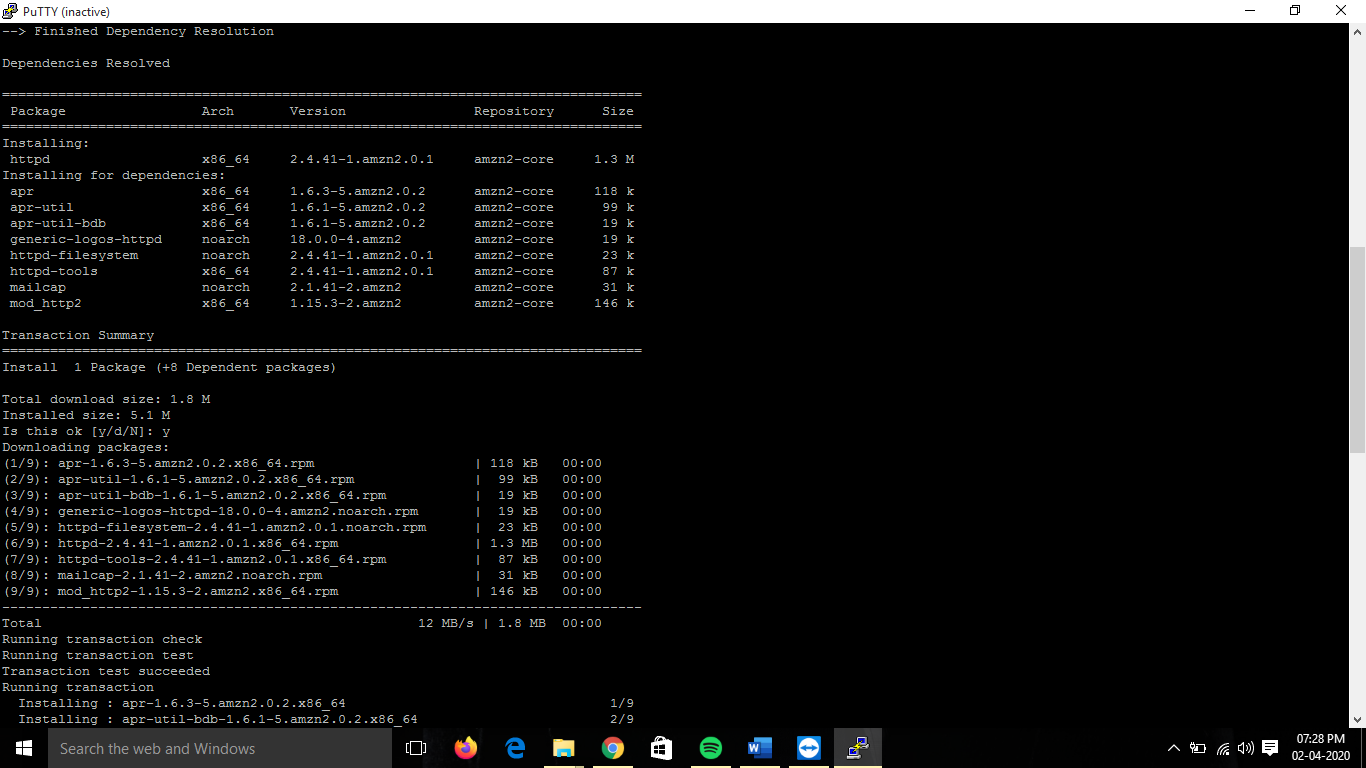 PuTTY (inactive)
--> Finished Dependency Resolution
Dependencies Resolved
================================================================================
Package Arch Version Repository Size
================================================================================
Installing:
httpd x86_64 2.4.41-1.amzn2.0.1 amzn2-core 1.3 M
Installing for dependencies:
apr x86_64 1.6.3-5.amzn2.0.2 amzn2-core 118 k
apr-util x86_64 1.6.1-5.amzn2.0.2 amzn2-core 99 k
apr-util-bdb x86_64 1.6.1-5.amzn2.0.2 amzn2-core 19 k
generic-logos-httpd noarch 18.0.0-4.amzn2 amzn2-core 19 k
httpd-filesystem noarch 2.4.41-1.amzn2.0.1 amzn2-core 23 k
httpd-tools x86_64 2.4.41-1.amzn2.0.1 amzn2-core 87 k
mailcap noarch 2.1.41-2.amzn2 amzn2-core 31 k
mod_http2 x86_64 1.15.3-2.amzn2 amzn2-core 146 k
Transaction Summary
================================================================================
Install 1 Package (+8 Dependent packages)
Total download size: 1.8 M
Installed size: 5.1 M
Is this ok [y/d/N]: y
Downloading packages:
(1/9): apr-1.6.3-5.amzn2.0.2.x86_64.rpm | 118 kB 00:00
(2/9): apr-util-1.6.1-5.amzn2.0.2.x86_64.rpm | 99 kB 00:00
(3/9): apr-util-bdb-1.6.1-5.amzn2.0.2.x86_64.rpm | 19 kB 00:00
(4/9): generic-logos-httpd-18.0.0-4.amzn2.noarch.rpm | 19 kB 00:00
(5/9): httpd-filesystem-2.4.41-1.amzn2.0.1.noarch.rpm | 23 kB 00:00
(6/9): httpd-2.4.41-1.amzn2.0.1.x86_64.rpm | 1.3 MB 00:00
(7/9): httpd-tools-2.4.41-1.amzn2.0.1.x86_64.rpm | 87 kB 00:00
(8/9): mailcap-2.1.41-2.amzn2.noarch.rpm | 31 kB 00:00
(9/9): mod_http2-1.15.3-2.amzn2.x86_64.rpm | 146 kB 00:00
--------------------------------------------------------------------------------
Total 12 MB/s | 1.8 MB 00:00
Running transaction check
Running transaction test
Transaction test succeeded
Running transaction
Installing : apr-1.6.3-5.amzn2.0.2.x86_64 1/9
Installing : apr-util-bdb-1.6.1-5.amzn2.0.2.x86_64 2/9
Search the web and Windows
07:28 PM
02-04-2020